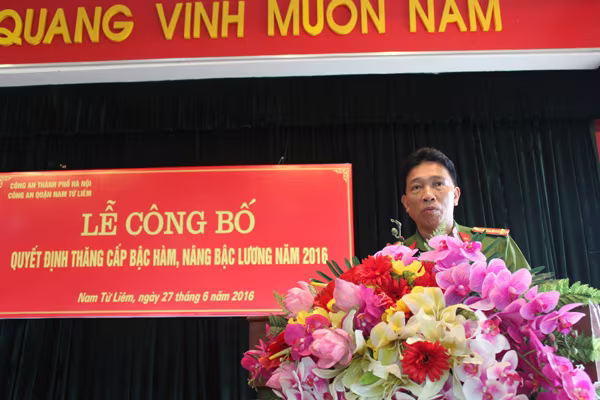 QUANG VINH MUÔN NĂM
CÔNG AN THÀNH PHỐ HÀ NỘI
CÔNG AN QUẬN NAM TỪ LIÊM
LỄ CÔNG BỐ
QUYẾT ĐỊNH THĂNG CẤP BẬC HÀM, NÂNG BẬC LƯƠNG NĂM 2016
Nam Từ Liêm, ngày 27 tháng 6 năm 2016